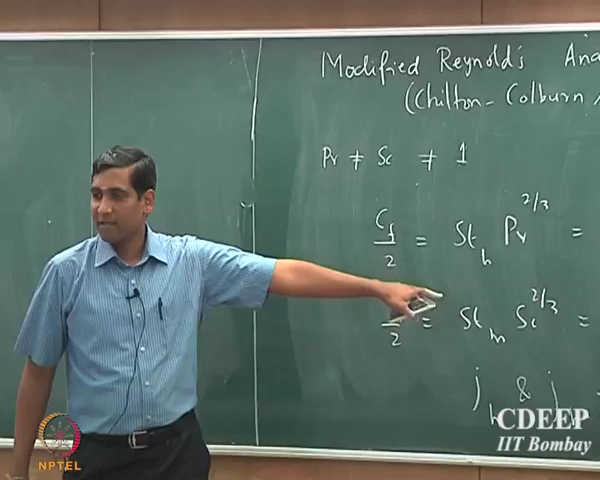 Modified Reynold's Ana
(Chilton-Colburn
Pr ≠ Sc ≠ 1
Cf/2 = St_h Pr^2/3 =
/2 = St_m Sc^2/3 =
j_h & j
CDEEP
IIT Bombay
NPTEL